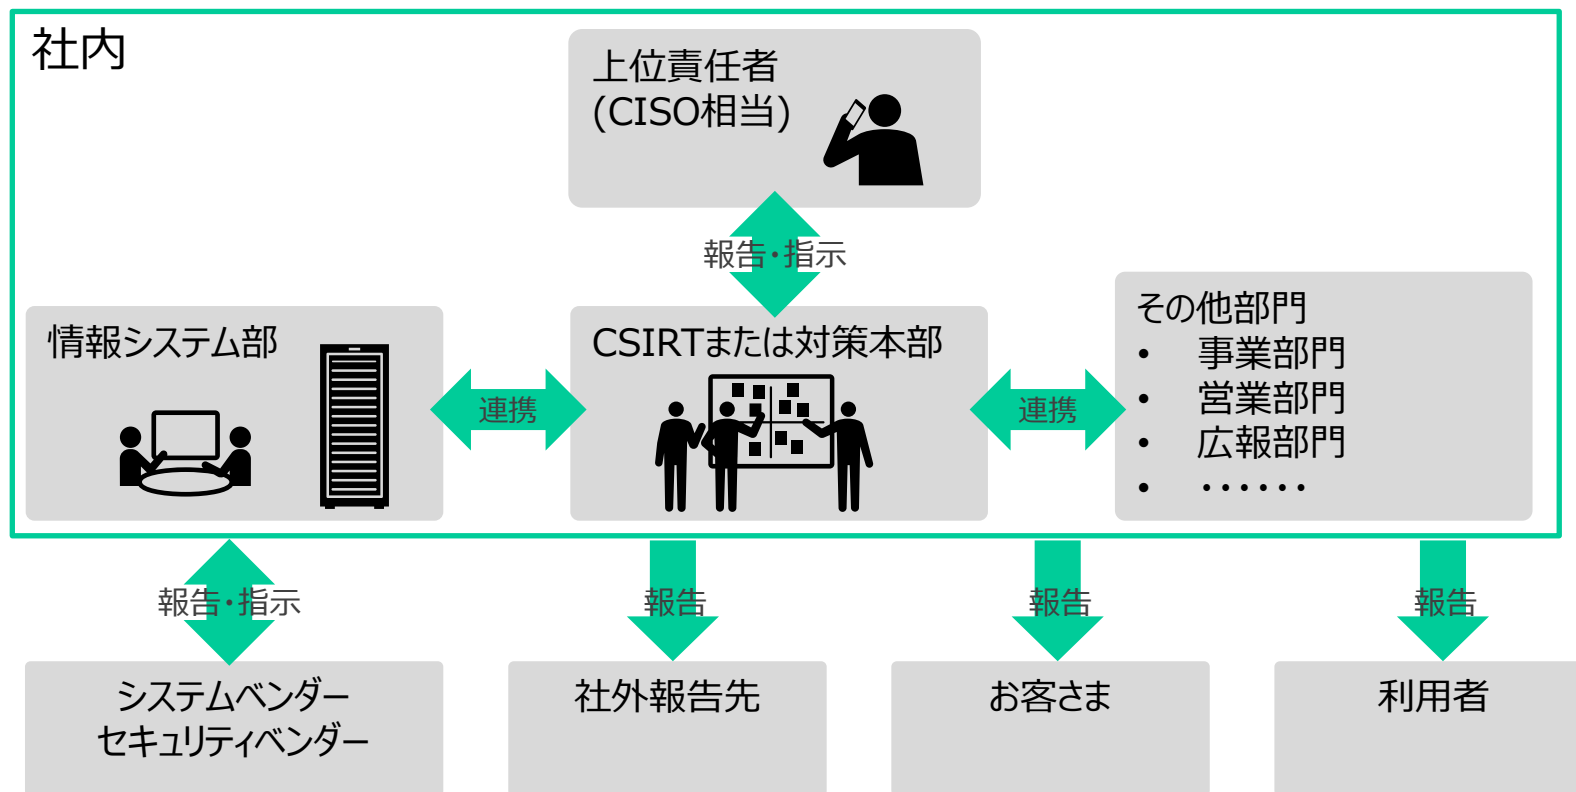 社内
上位責任者
(CISO相当)
報告・指示
情報システム部
CSIRTまたは対策本部
その他部門
• 事業部門
• 営業部門
• 広報部門
• ・・・・・・
連携
連携
報告・指示
報告
報告
報告
システムベンダー
セキュリティベンダー
社外報告先
お客さま
利用者